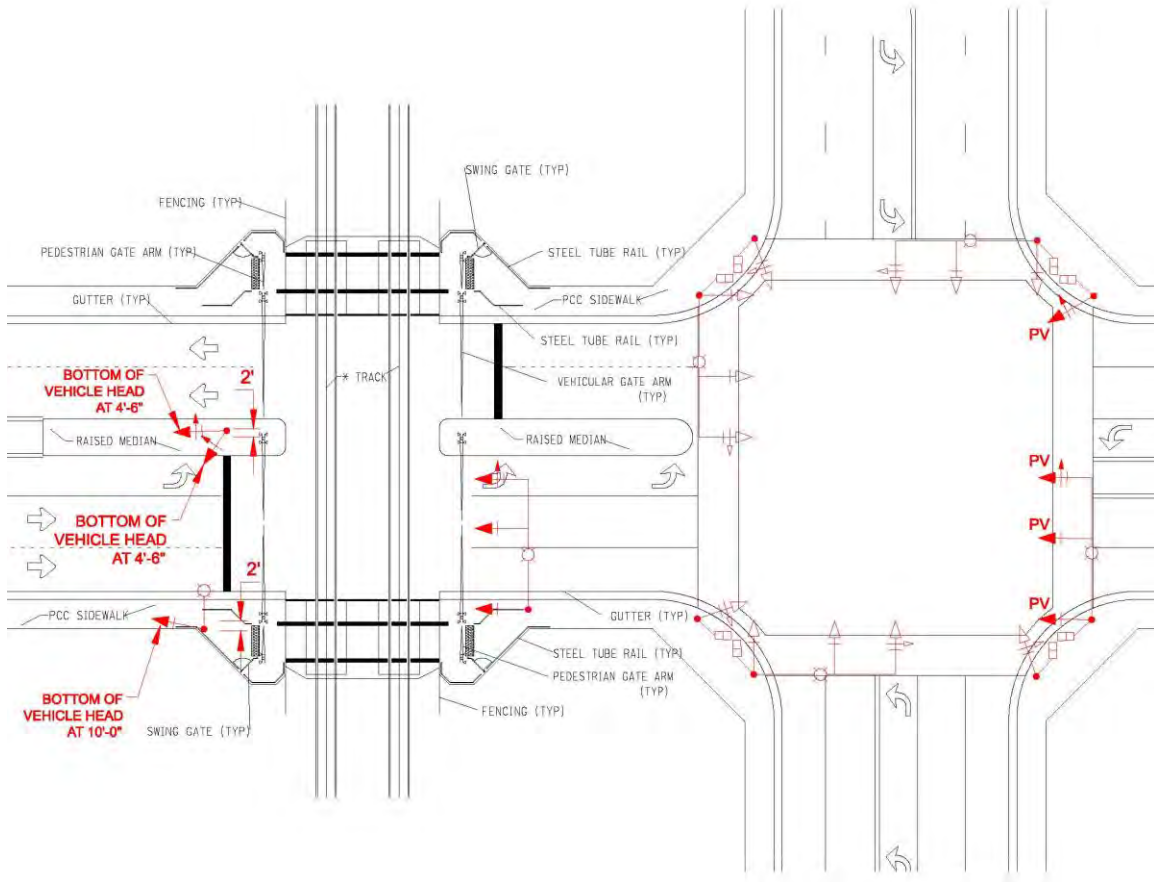 SWING GATE (TYP)
FENCING (TYP)
PEDESTRIAN GATE ARM (TYP)
STEEL TUBE RAIL (TYP)
GUTTER (TYP)
PCC SIDEWALK
PV
STEEL TUBE RAIL (TYP)
BOTTOM OF
VEHICLE HEAD
AT 4'-6"
2'
* TRACK
VEHICULAR GATE ARM
(TYP)
RAISED MEDIAN
RAISED MEDIAN
PV
BOTTOM OF
VEHICLE HEAD
AT 4'-6"
PV
2'
PCC SIDEWALK
GUTTER (TYP)
PV
STEEL TUBE RAIL (TYP)
PEDESTRIAN GATE ARM
(TYP)
BOTTOM OF
VEHICLE HEAD
AT 10'-0"
SWING GATE (TYP)
FENCING (TYP)